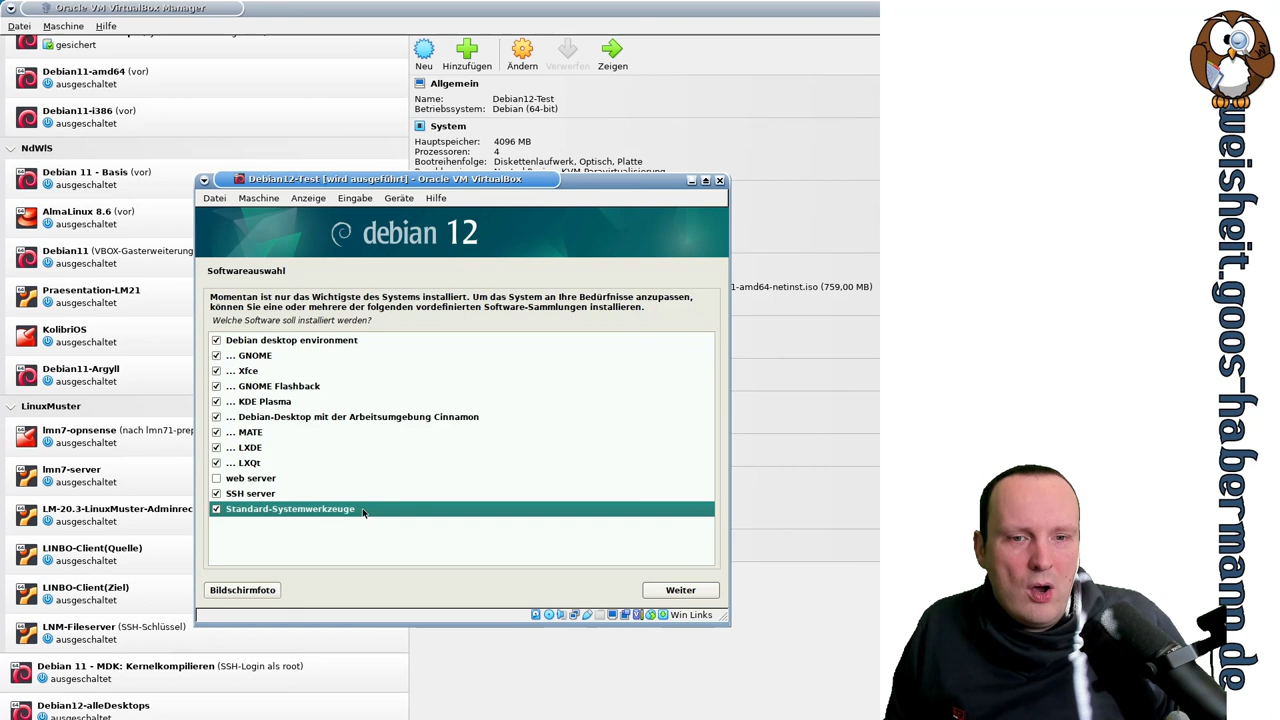 Oracle VM VirtualBox Manager
Datei Maschine Hilfe
gesichert
Debian11-amd64 (vor)
ausgeschaltet
Debian11-i386 (vor)
ausgeschaltet
NdWlS
Debian 11 - Basis (vor)
ausgeschaltet
AlmaLinux 8.6 (vor)
ausgeschaltet
Debian11 (VBOX-Gasterweiterung
ausgeschaltet
Praesentation-LM21
ausgeschaltet
KolibriOS
ausgeschaltet
Debian11-Argyll
ausgeschaltet
LinuxMuster
lmn7-opnsense (nach lmn71-prep
ausgeschaltet
lmn7-server
ausgeschaltet
LM-20.3-LinuxMuster-Adminrec
ausgeschaltet
LINBO-Client(Quelle)
ausgeschaltet
LINBO-Client(Ziel)
ausgeschaltet
LNM-Fileserver (SSH-Schlüssel)
ausgeschaltet
Debian 11 - MDK: Kernelkompilieren (SSH-Login als root)
ausgeschaltet
Debian12-alleDesktops
ausgeschaltet
Neu Hinzufügen Ändern Verwerfen Zeigen
Allgemein
Name: Debian12-Test
Betriebssystem: Debian (64-bit)
System
Hauptspeicher: 4096 MB
Prozessoren: 4
Bootreihenfolge: Diskettenlaufwerk, Optisch, Platte
1-amd64-netinst.iso (759,00 MB)
Debian12-Test [wird ausgeführt] - Oracle VM VirtualBox
Datei Maschine Anzeige Eingabe Geräte Hilfe
debian 12
Softwareauswahl
Momentan ist nur das Wichtigste des Systems installiert. Um das System an Ihre Bedürfnisse anzupassen,
können Sie eine oder mehrere der folgenden vordefinierten Software-Sammlungen installieren.
Welche Software soll installiert werden?
Debian desktop environment
... GNOME
... Xfce
... GNOME Flashback
... KDE Plasma
... Debian-Desktop mit der Arbeitsumgebung Cinnamon
... MATE
... LXDE
... LXQt
web server
SSH server
Standard-Systemwerkzeuge
Bildschirmfoto Weiter
Win Links
weisheit.goos-habermann.de